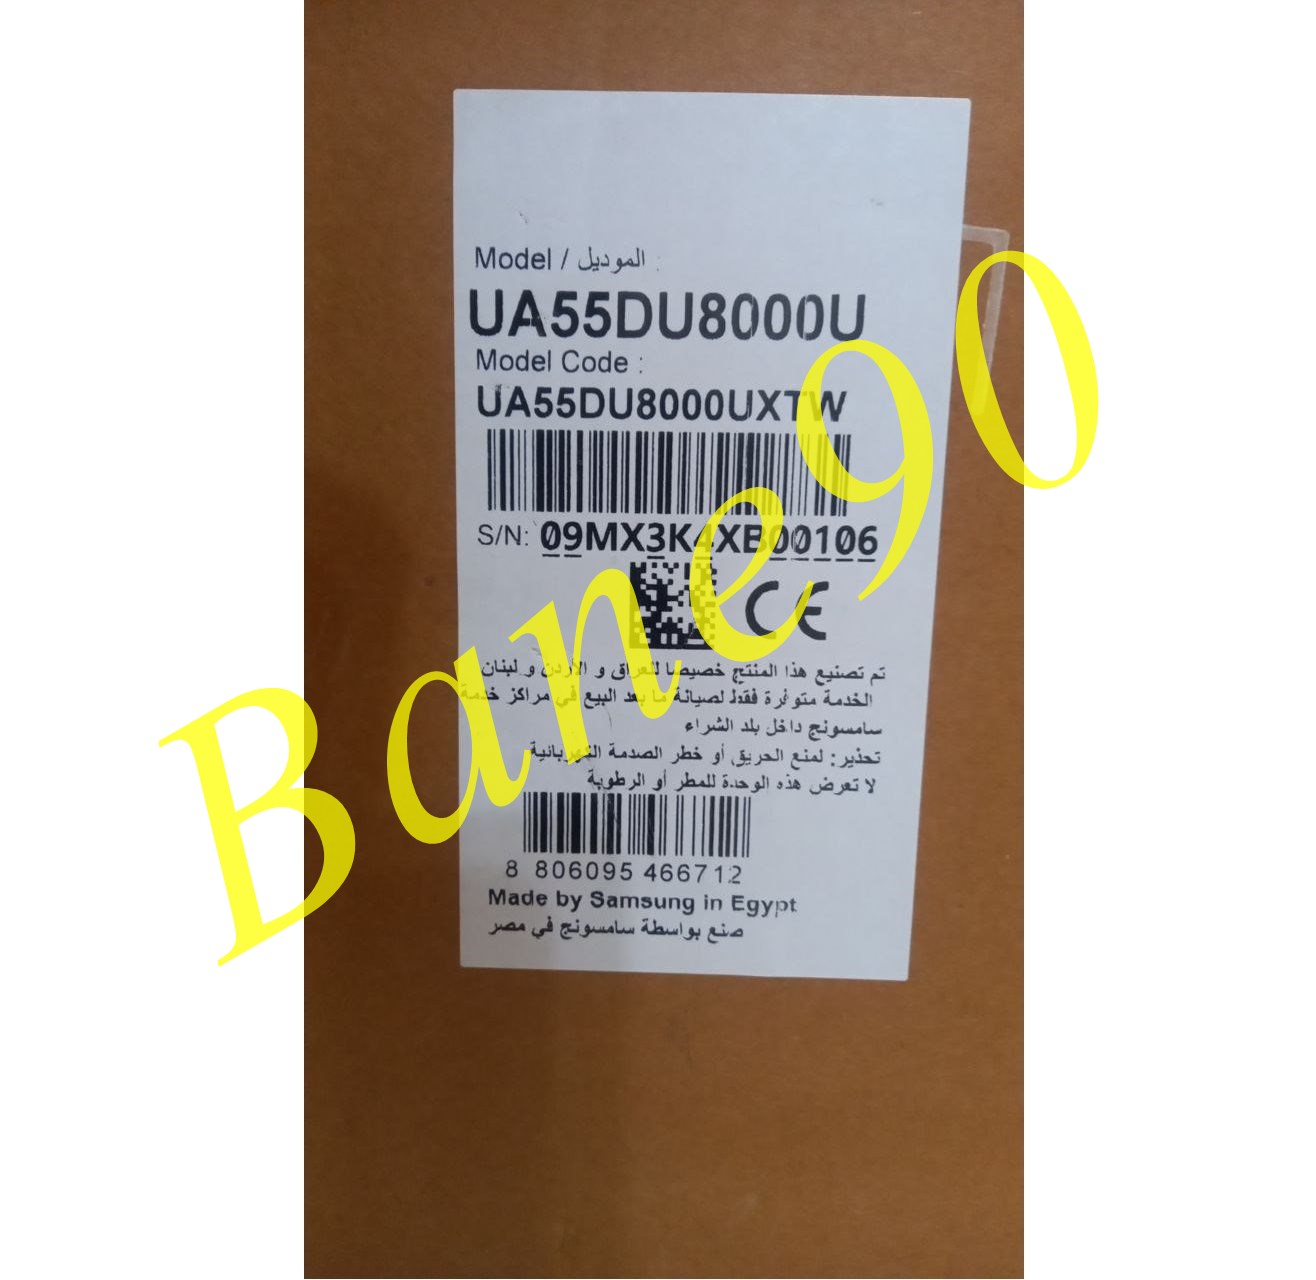 Model / الموديل :
UA55DU8000U
Model Code :
UA55DU8000UXTW
S/N: 09MX3K4XB00106
CE
تم تصنيع هذا المنتج خصيصا للعراق و الأردن و لبنان
الخدمة متوفرة فقط لصيانة ما بعد البيع في مراكز خدمة
سامسونج داخل بلد الشراء
تحذير: لمنع الحريق أو خطر الصدمة الكهربائية
لا تعرض هذه الوحدة للمطر أو الرطوبة
8 806095 466712
Made by Samsung in Egypt
صنع بواسطة سامسونج في مصر
Bane90